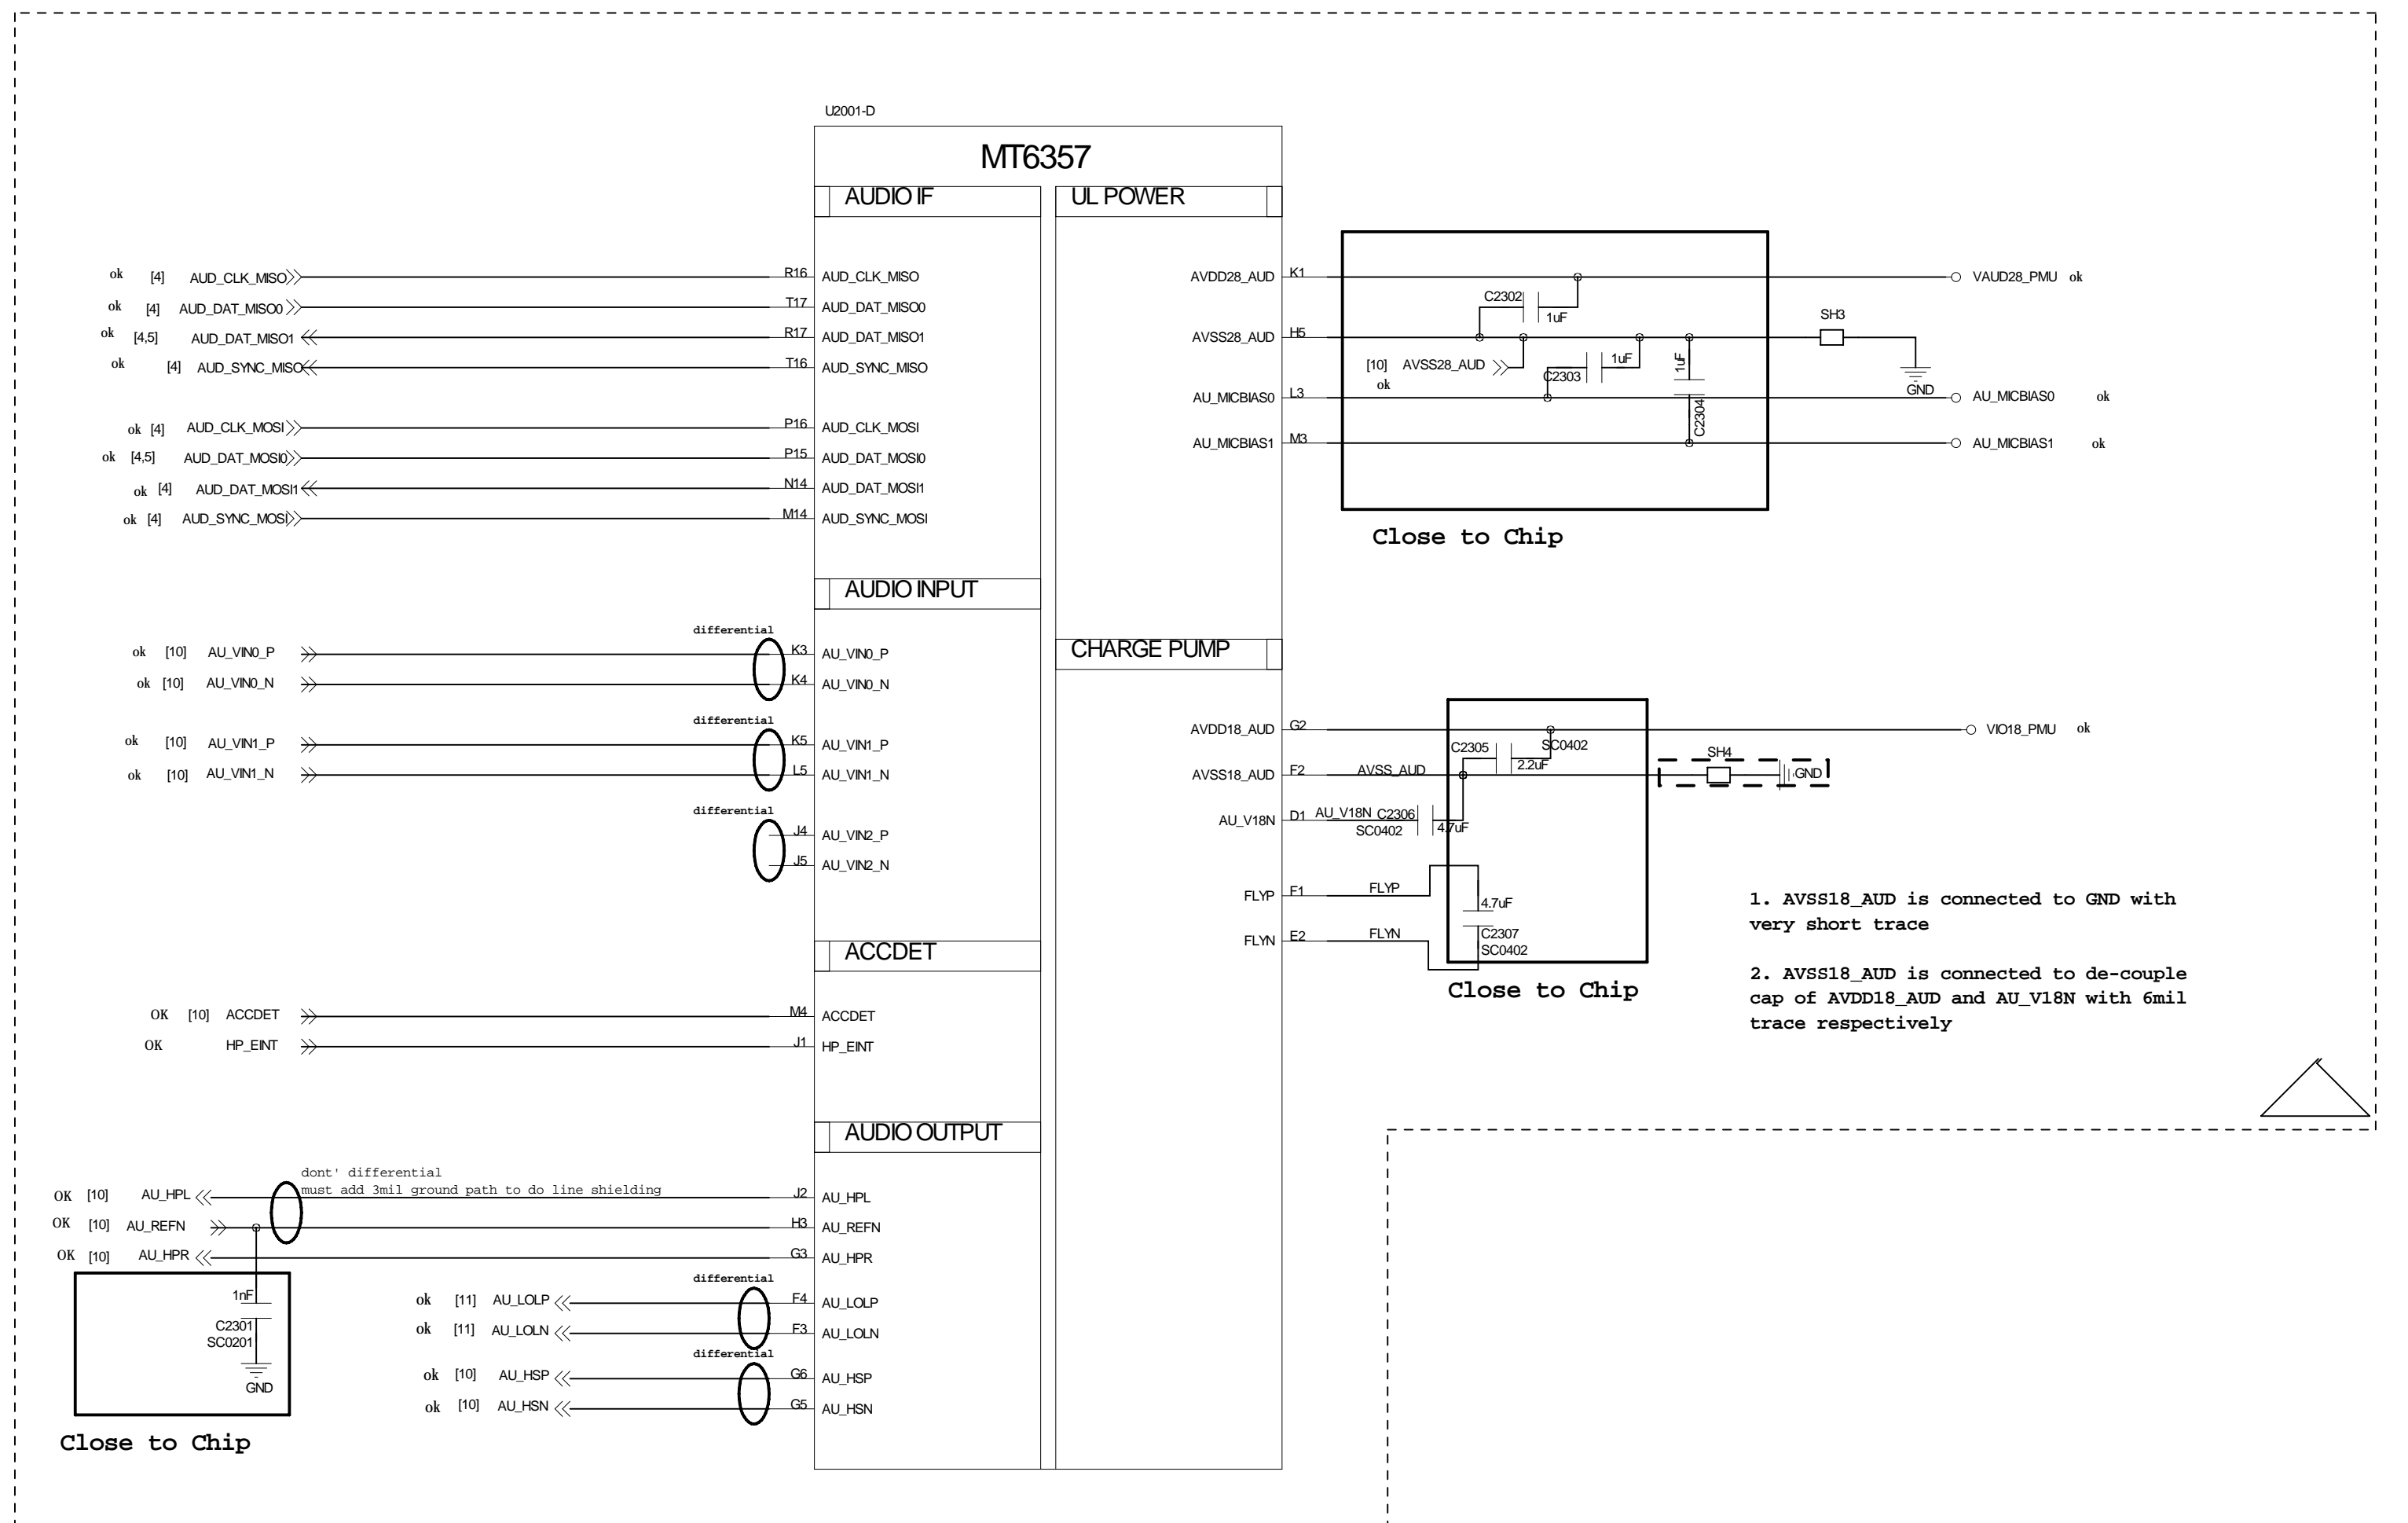 U2001-D
MT6357
AUDIO IF
UL POWER
ok [4] AUD_CLK_MISO R16 AUD_CLK_MISO
ok [4] AUD_DAT_MISO0 T17 AUD_DAT_MISO0
ok [4,5] AUD_DAT_MISO1 R17 AUD_DAT_MISO1
ok [4] AUD_SYNC_MISO T16 AUD_SYNC_MISO
ok [4] AUD_CLK_MOSI P16 AUD_CLK_MOSI
ok [4,5] AUD_DAT_MOSI0 P15 AUD_DAT_MOSI0
ok [4] AUD_DAT_MOSI1 N14 AUD_DAT_MOSI1
ok [4] AUD_SYNC_MOSI M14 AUD_SYNC_MOSI
AVDD28_AUD K1 VAUD28_PMU ok
C2302
1uF
SH3
AVSS28_AUD H5
[10] AVSS28_AUD
ok
1uF
C2303
1uF
C2304
GND
AU_MICBIAS0 L3 AU_MICBIAS0 ok
AU_MICBIAS1 M3 AU_MICBIAS1 ok
Close to Chip
AUDIO INPUT
differential
ok [10] AU_VIN0_P K3 AU_VIN0_P
ok [10] AU_VIN0_N K4 AU_VIN0_N
differential
ok [10] AU_VIN1_P K5 AU_VIN1_P
ok [10] AU_VIN1_N L5 AU_VIN1_N
differential
J4 AU_VIN2_P
J5 AU_VIN2_N
CHARGE PUMP
AVDD18_AUD G2 VIO18_PMU ok
C2305 SC0402
2.2uF
SH4
AVSS18_AUD F2 AVSS_AUD GND
AU_V18N D1 AU_V18N C2306
SC0402 4.7uF
FLYP F1 FLYP
4.7uF
FLYN E2 FLYN C2307
SC0402
Close to Chip
1. AVSS18_AUD is connected to GND with
very short trace
2. AVSS18_AUD is connected to de-couple
cap of AVDD18_AUD and AU_V18N with 6mil
trace respectively
ACCDET
OK [10] ACCDET M4 ACCDET
OK HP_EINT J1 HP_EINT
AUDIO OUTPUT
dont' differential
must add 3mil ground path to do line shielding
OK [10] AU_HPL J2 AU_HPL
OK [10] AU_REFN H3 AU_REFN
OK [10] AU_HPR G3 AU_HPR
1nF
C2301
SC0201
GND
Close to Chip
differential
ok [11] AU_LOLP F4 AU_LOLP
ok [11] AU_LOLN F3 AU_LOLN
differential
ok [10] AU_HSP G6 AU_HSP
ok [10] AU_HSN G5 AU_HSN